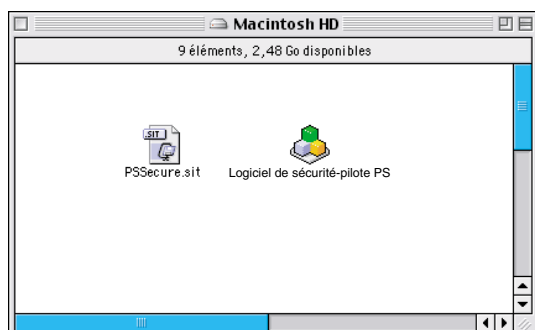 Macintosh HD
9 éléments, 2,48 Go disponibles
.SIT
PSSecure.sit
Logiciel de sécurité-pilote PS